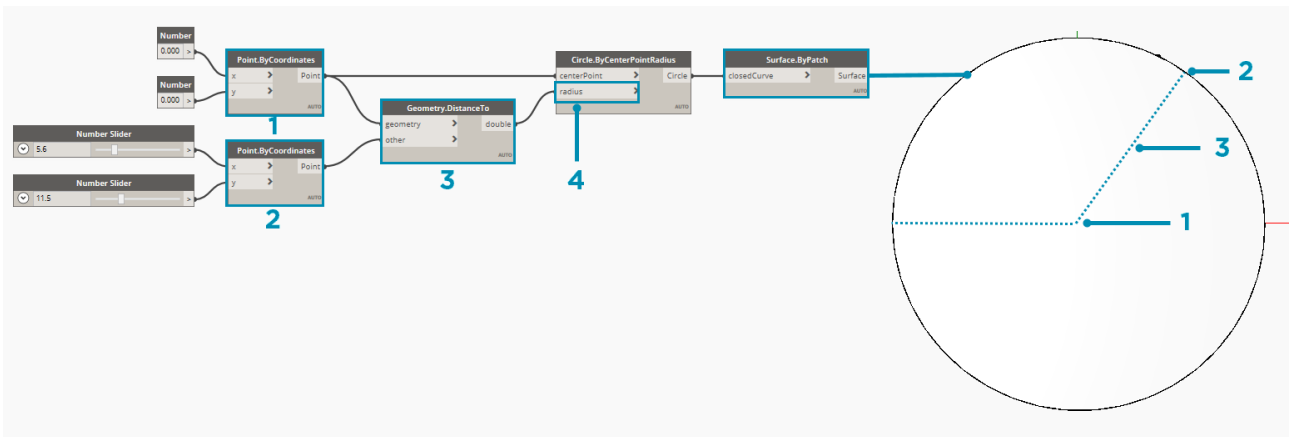 Number
0.000 >
Number
0.000 >
Number Slider
5.6 >
Number Slider
11.5 >
Point.ByCoordinates
x > Point
y >
AUTO
1
Point.ByCoordinates
x > Point
y >
AUTO
2
Geometry.DistanceTo
geometry > double
other >
AUTO
3
Circle.ByCenterPointRadius
centerPoint > Circle
radius >
AUTO
4
Surface.ByPatch
closedCurve > Surface
AUTO
2
3
1